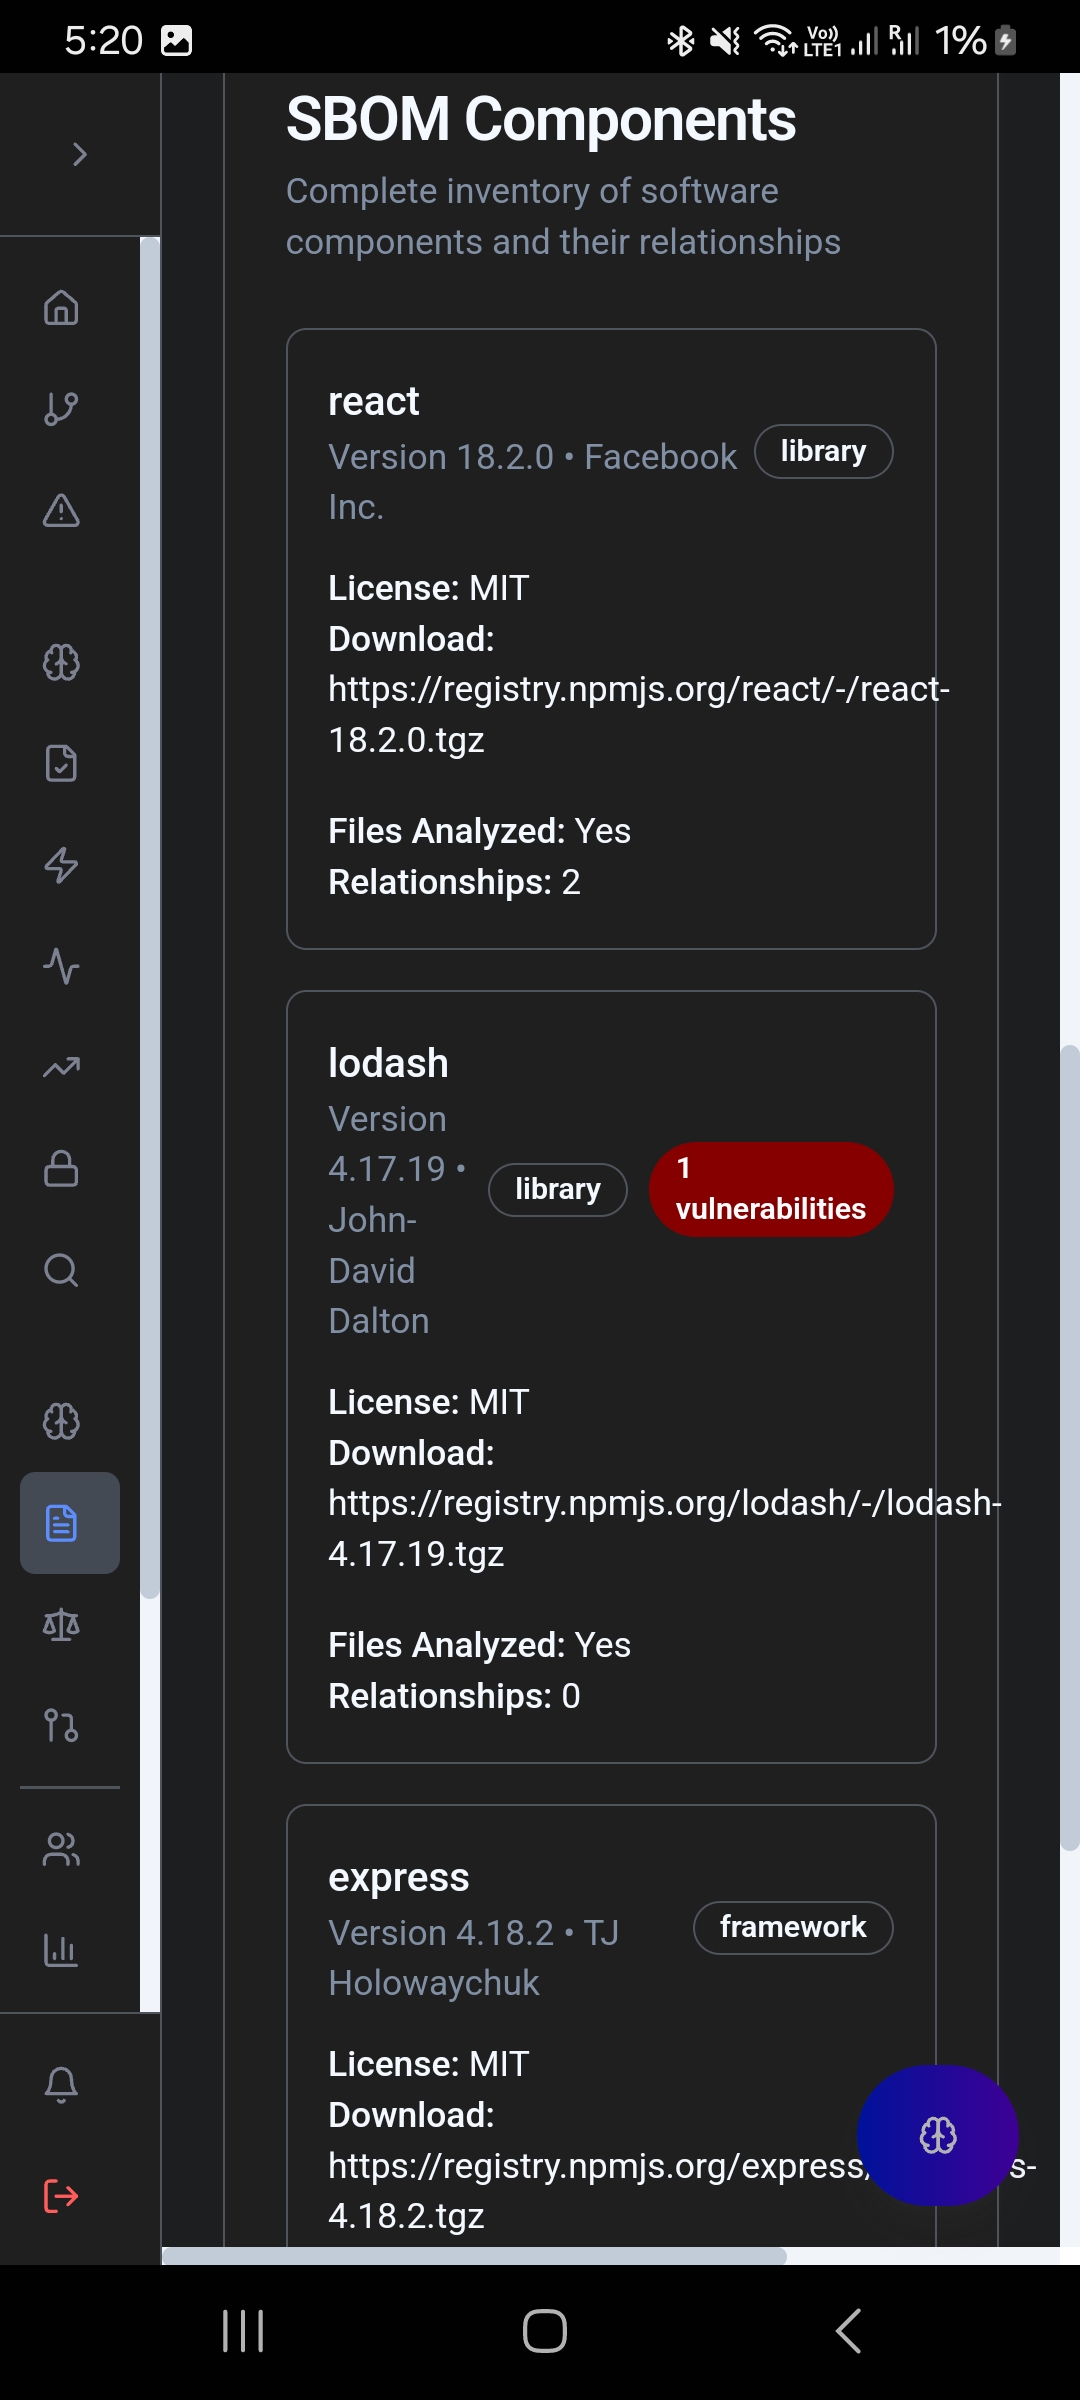 5:20
Vo)) LTE1 R 1%
SBOM Components
Complete inventory of software
components and their relationships
react
Version 18.2.0 • Facebook
Inc.
library
License: MIT
Download:
https://registry.npmjs.org/react/-/react-
18.2.0.tgz
Files Analyzed: Yes
Relationships: 2
lodash
Version
4.17.19 •
John-
David
Dalton
library
1
vulnerabilities
License: MIT
Download:
https://registry.npmjs.org/lodash/-/lodash-
4.17.19.tgz
Files Analyzed: Yes
Relationships: 0
express
Version 4.18.2 • TJ
Holowaychuk
framework
License: MIT
Download:
https://registry.npmjs.org/express/ s-
4.18.2.tgz